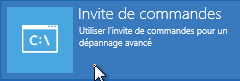 C:\
Invite de commandes
Utiliser l'invite de commandes pour un
dépannage avancé